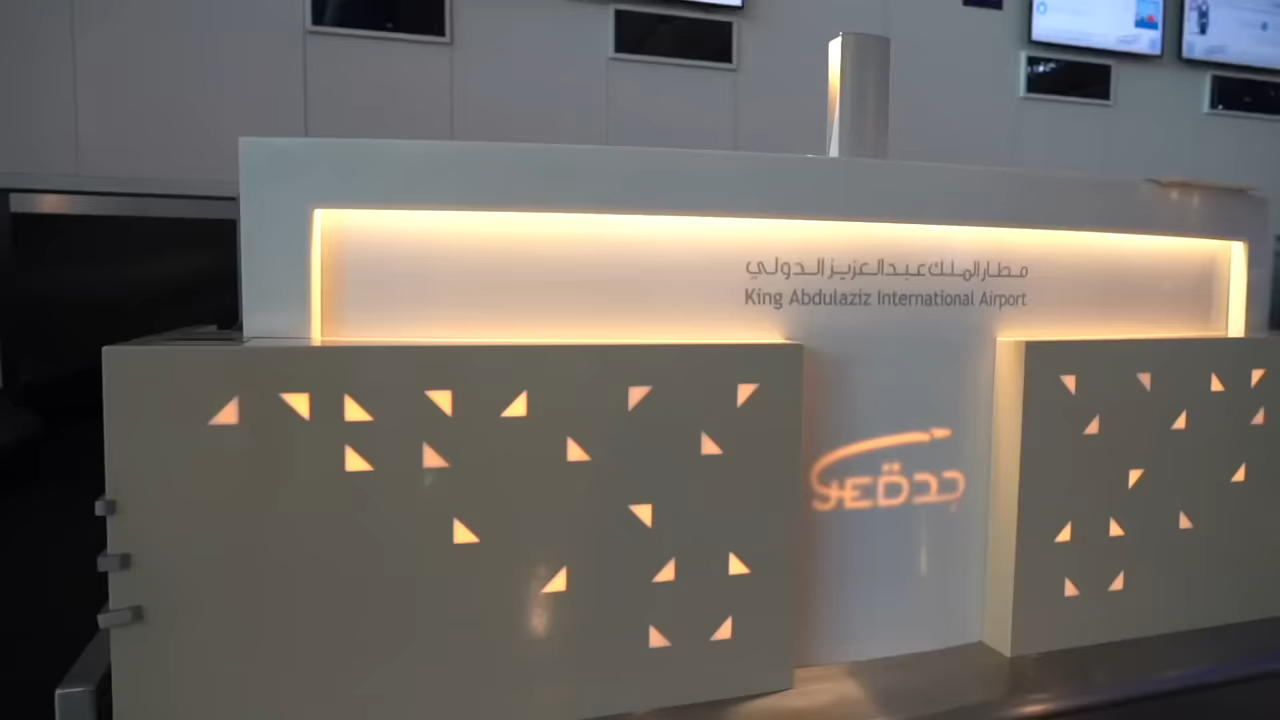 مطار الملك عبدالعزيز الدولي
King Abdulaziz International Airport
جدة